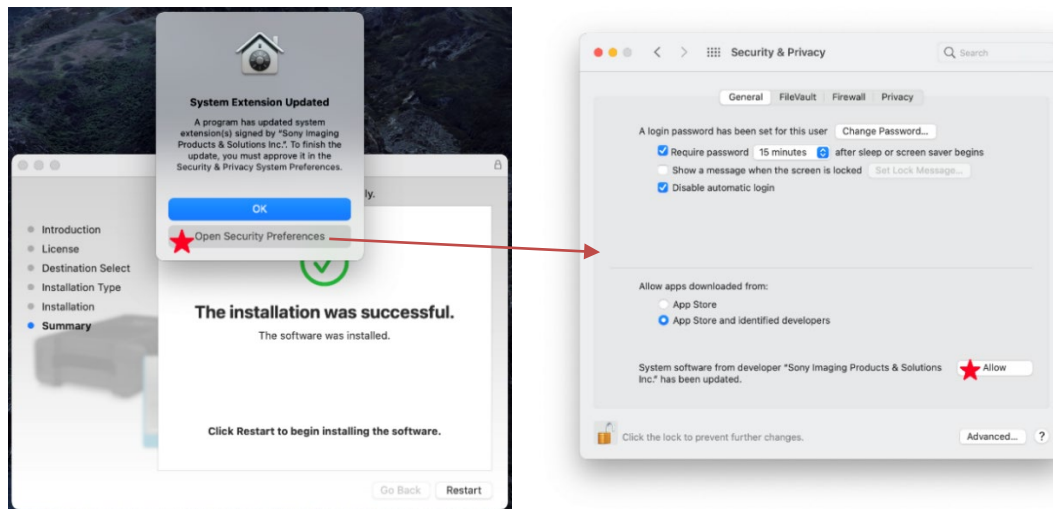 System Extension Updated
A program has updated system
extension(s) signed by "Sony Imaging
Products & Solutions Inc.". To finish the
update, you must approve it in the
Security & Privacy System Preferences.
OK
Open Security Preferences
ly.
Introduction
License
Destination Select
Installation Type
Installation
Summary
The installation was successful.
The software was installed.
Click Restart to begin installing the software.
Go Back
Restart
Security & Privacy
Search
General
FileVault
Firewall
Privacy
A login password has been set for this user
Change Password...
Require password
15 minutes
after sleep or screen saver begins
Show a message when the screen is locked
Set Lock Message...
Disable automatic login
Allow apps downloaded from:
App Store
App Store and identified developers
System software from developer "Sony Imaging Products & Solutions
Inc." has been updated.
Allow
Click the lock to prevent further changes.
Advanced...
?